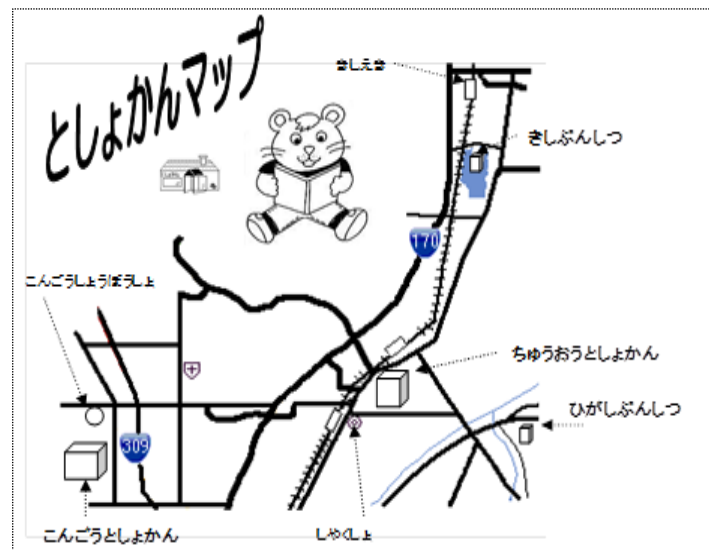 としょかんマップ
きしえき
きしぶんしつ
170
こんごうしょうぼうしょ
ちゅうおうとしょかん
ひがしぶんしつ
309
こんごうとしょかん
しやくしょ